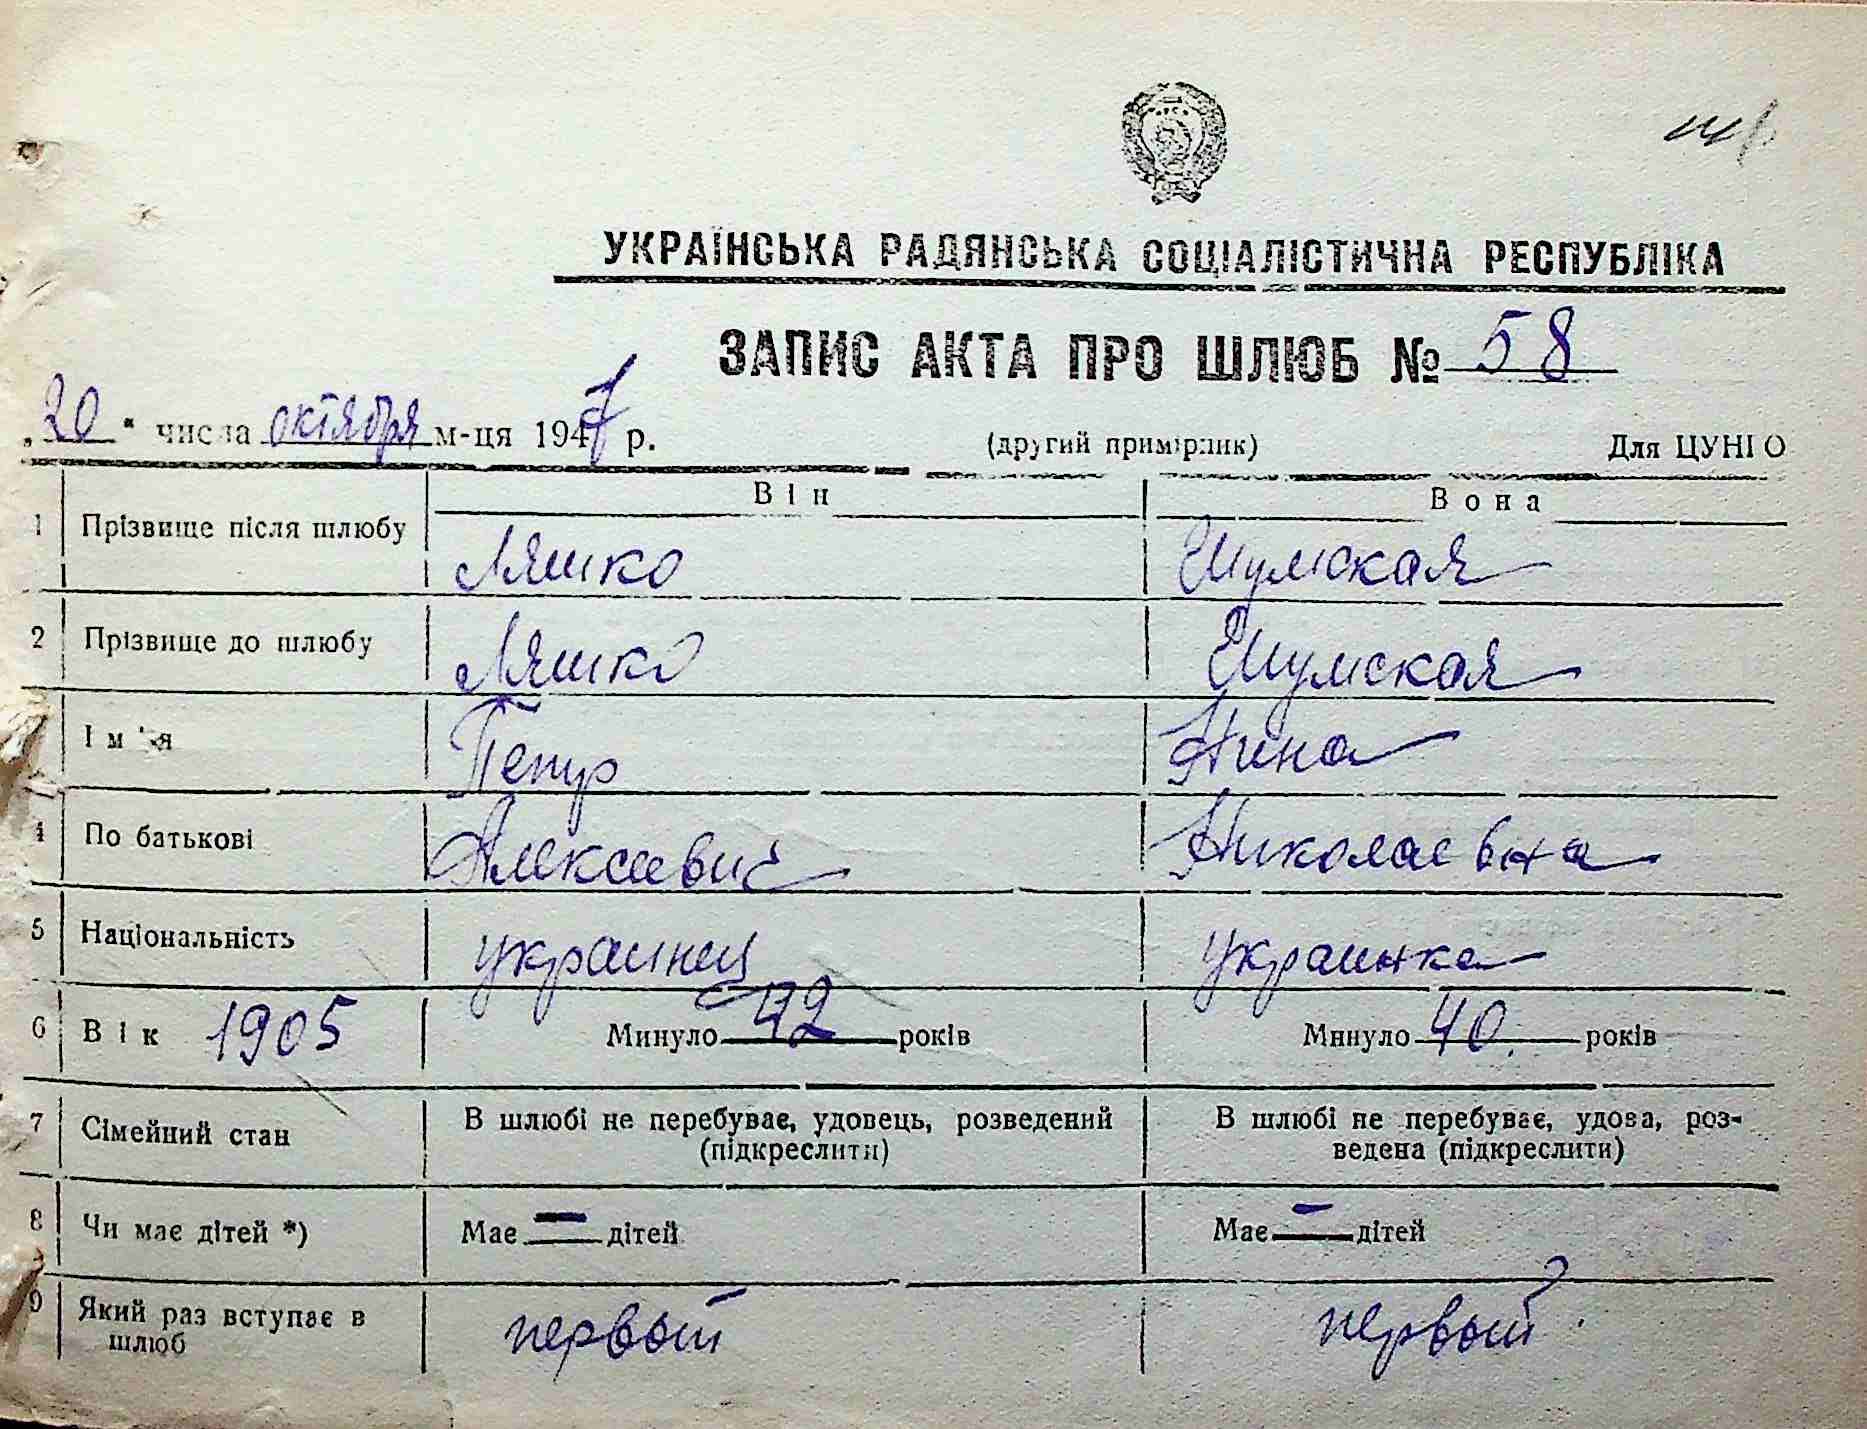 УКРАЇНСЬКА РАДЯНСЬКА СОЦІАЛІСТИЧНА РЕСПУБЛІКА
ЗАПИС АКТА ПРО ШЛЮБ № 58
„20“ числа октября м-ця 1947 р. (другий примірник) Для ЦУНГО
Він Вона
1 Прізвище після шлюбу Ляшко Шумская
2 Прізвище до шлюбу Ляшко Шумская
Ім'я Петр Нина
4 По батькові Алексеевич Николаевна
5 Національність украинец украинка
6 Вік 1905 Минуло 42 років Минуло 40 років
7 Сімейний стан В шлюбі не перебуває, удовець, розведений (підкреслити) В шлюбі не перебуває, удова, роз-
ведена (підкреслити)
8 Чи має дітей *) Має — дітей Має — дітей
9 Який раз вступає в шлюб первый первый